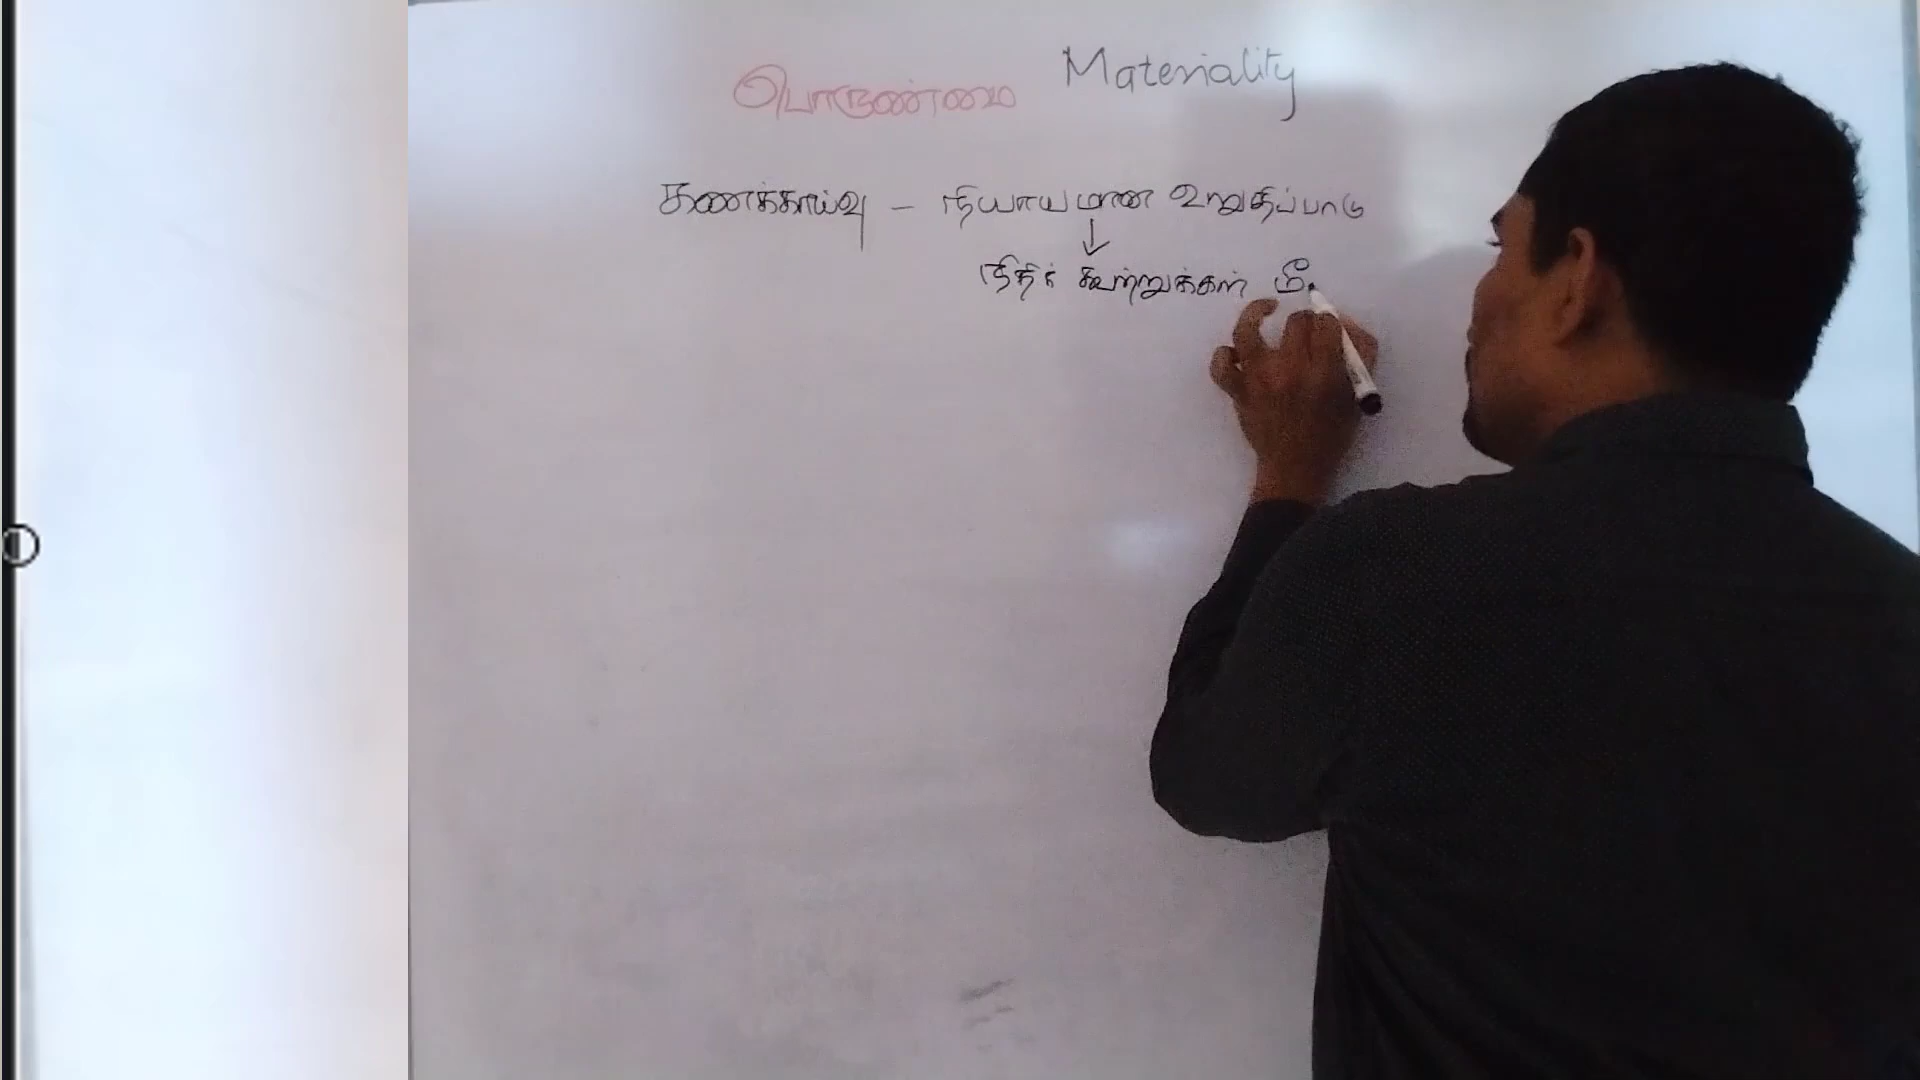 பொருண்மை Materiality
கணக்காய்வு – நியாயமான உறுதிப்பாடு
↓
நிதிக் கூற்றுக்கள் மீ